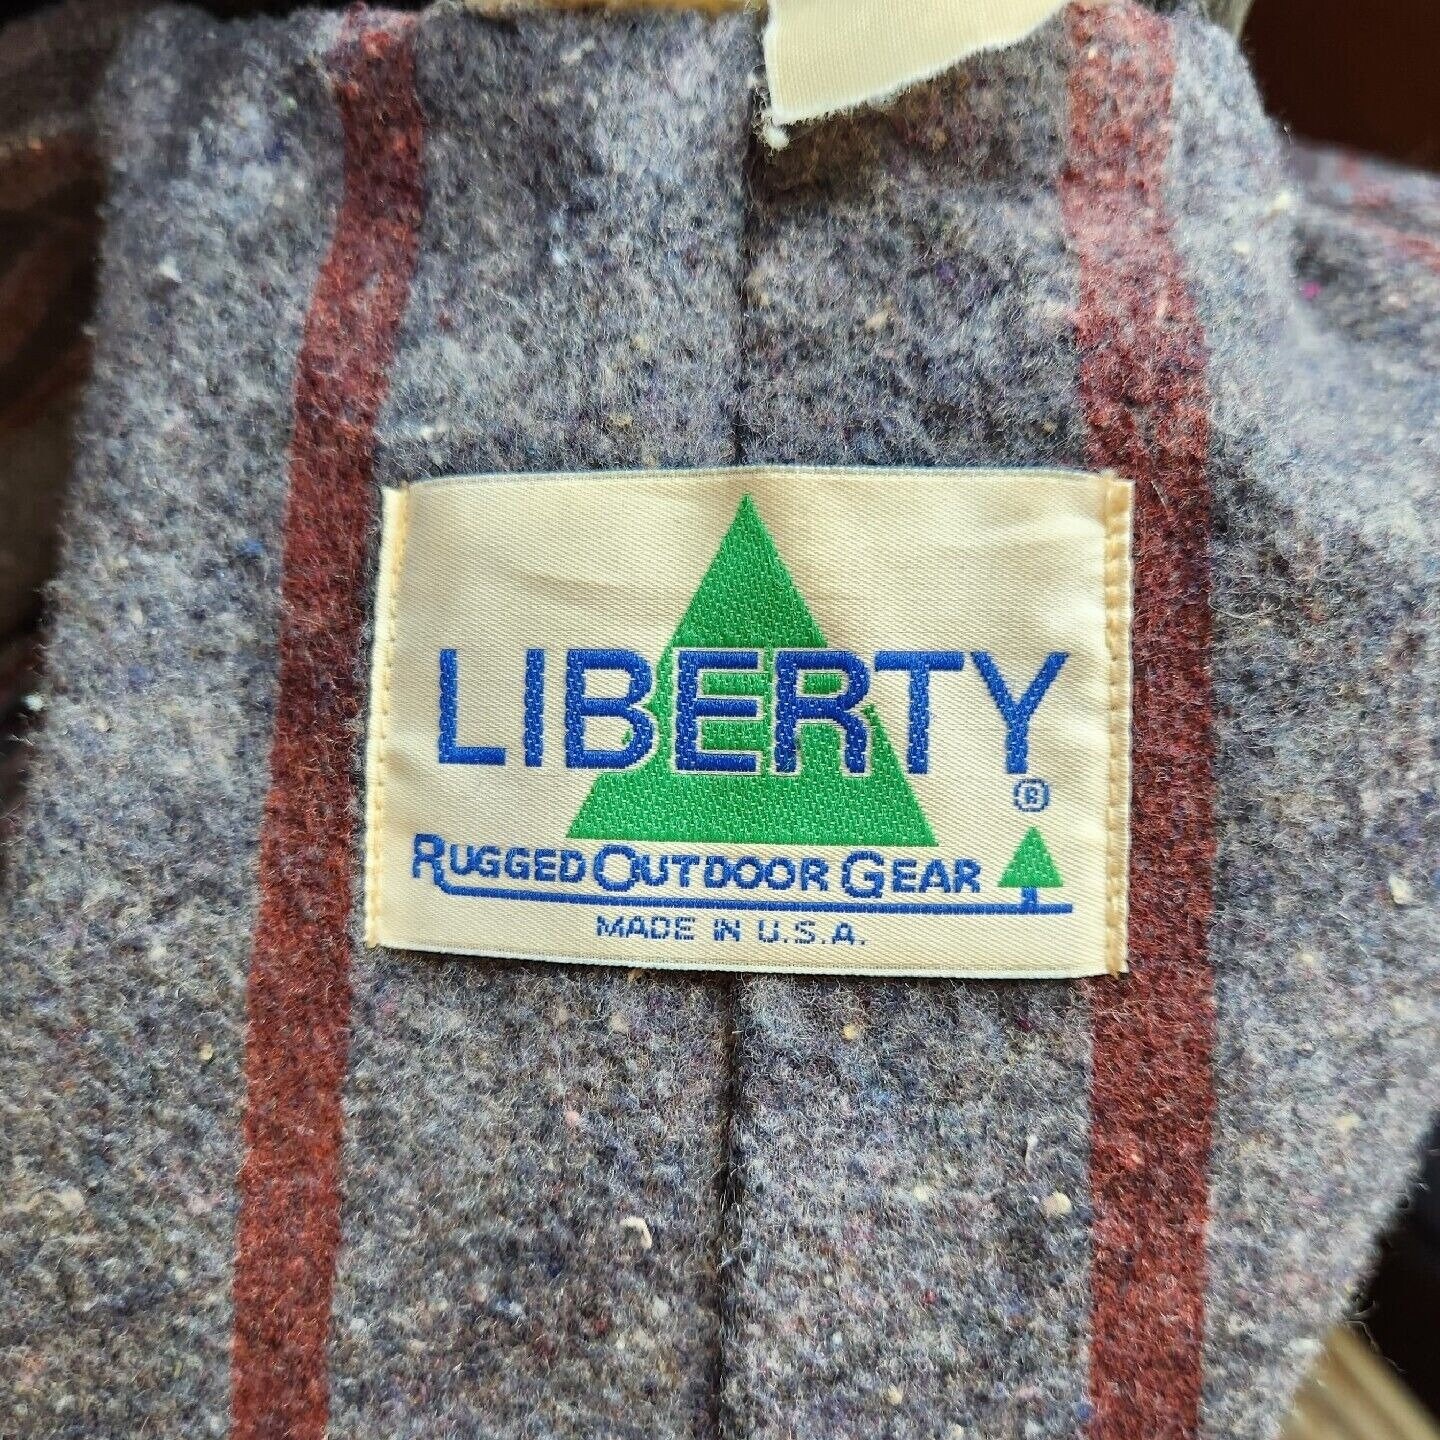 LIBERTY®
RUGGED OUTDOOR GEAR
MADE IN U.S.A.